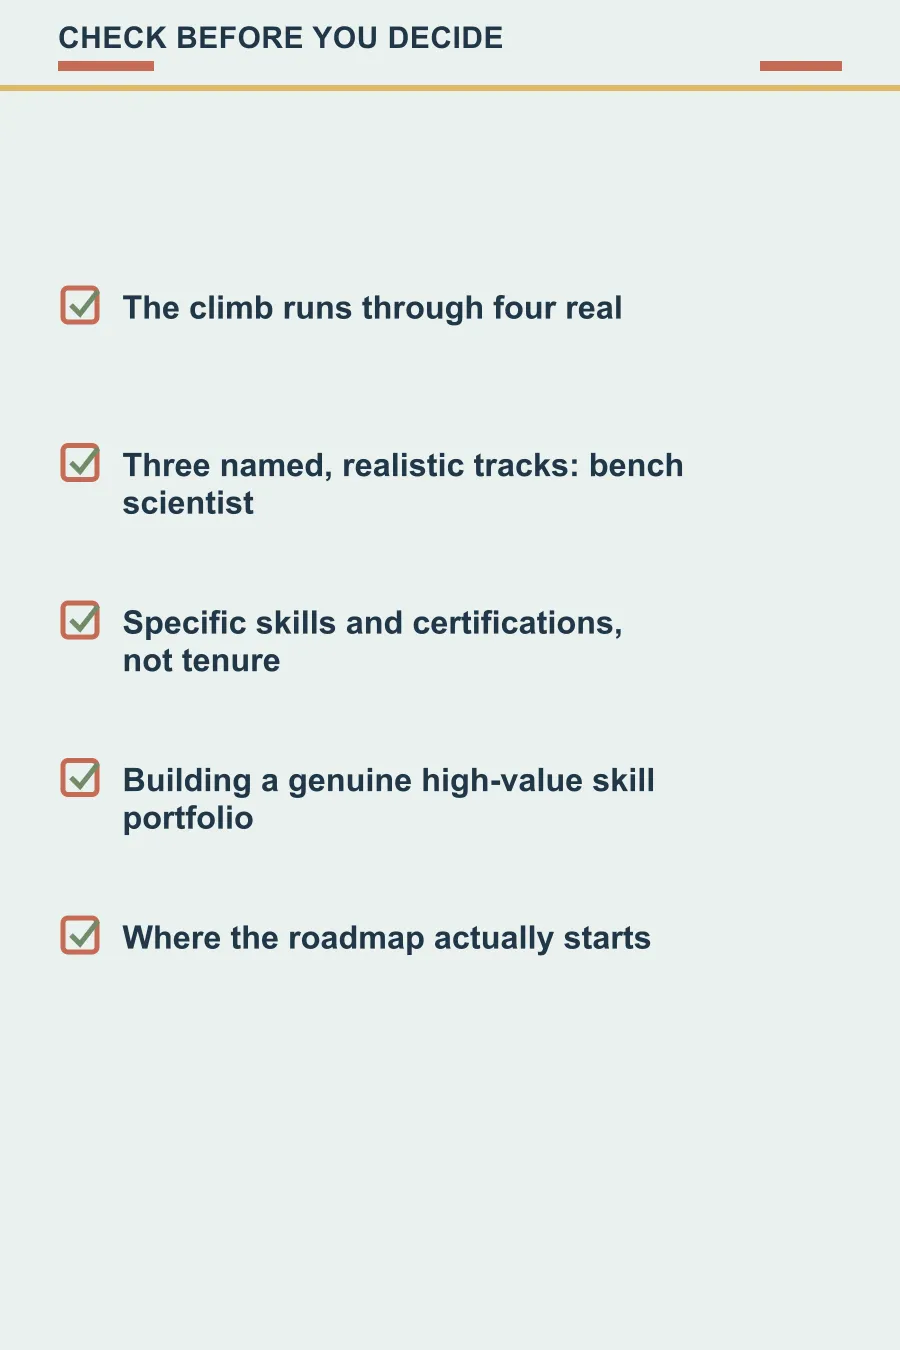 CHECK BEFORE YOU DECIDE
The climb runs through four real
Three named, realistic tracks: bench
scientist
Specific skills and certifications,
not tenure
Building a genuine high-value skill
portfolio
Where the roadmap actually starts